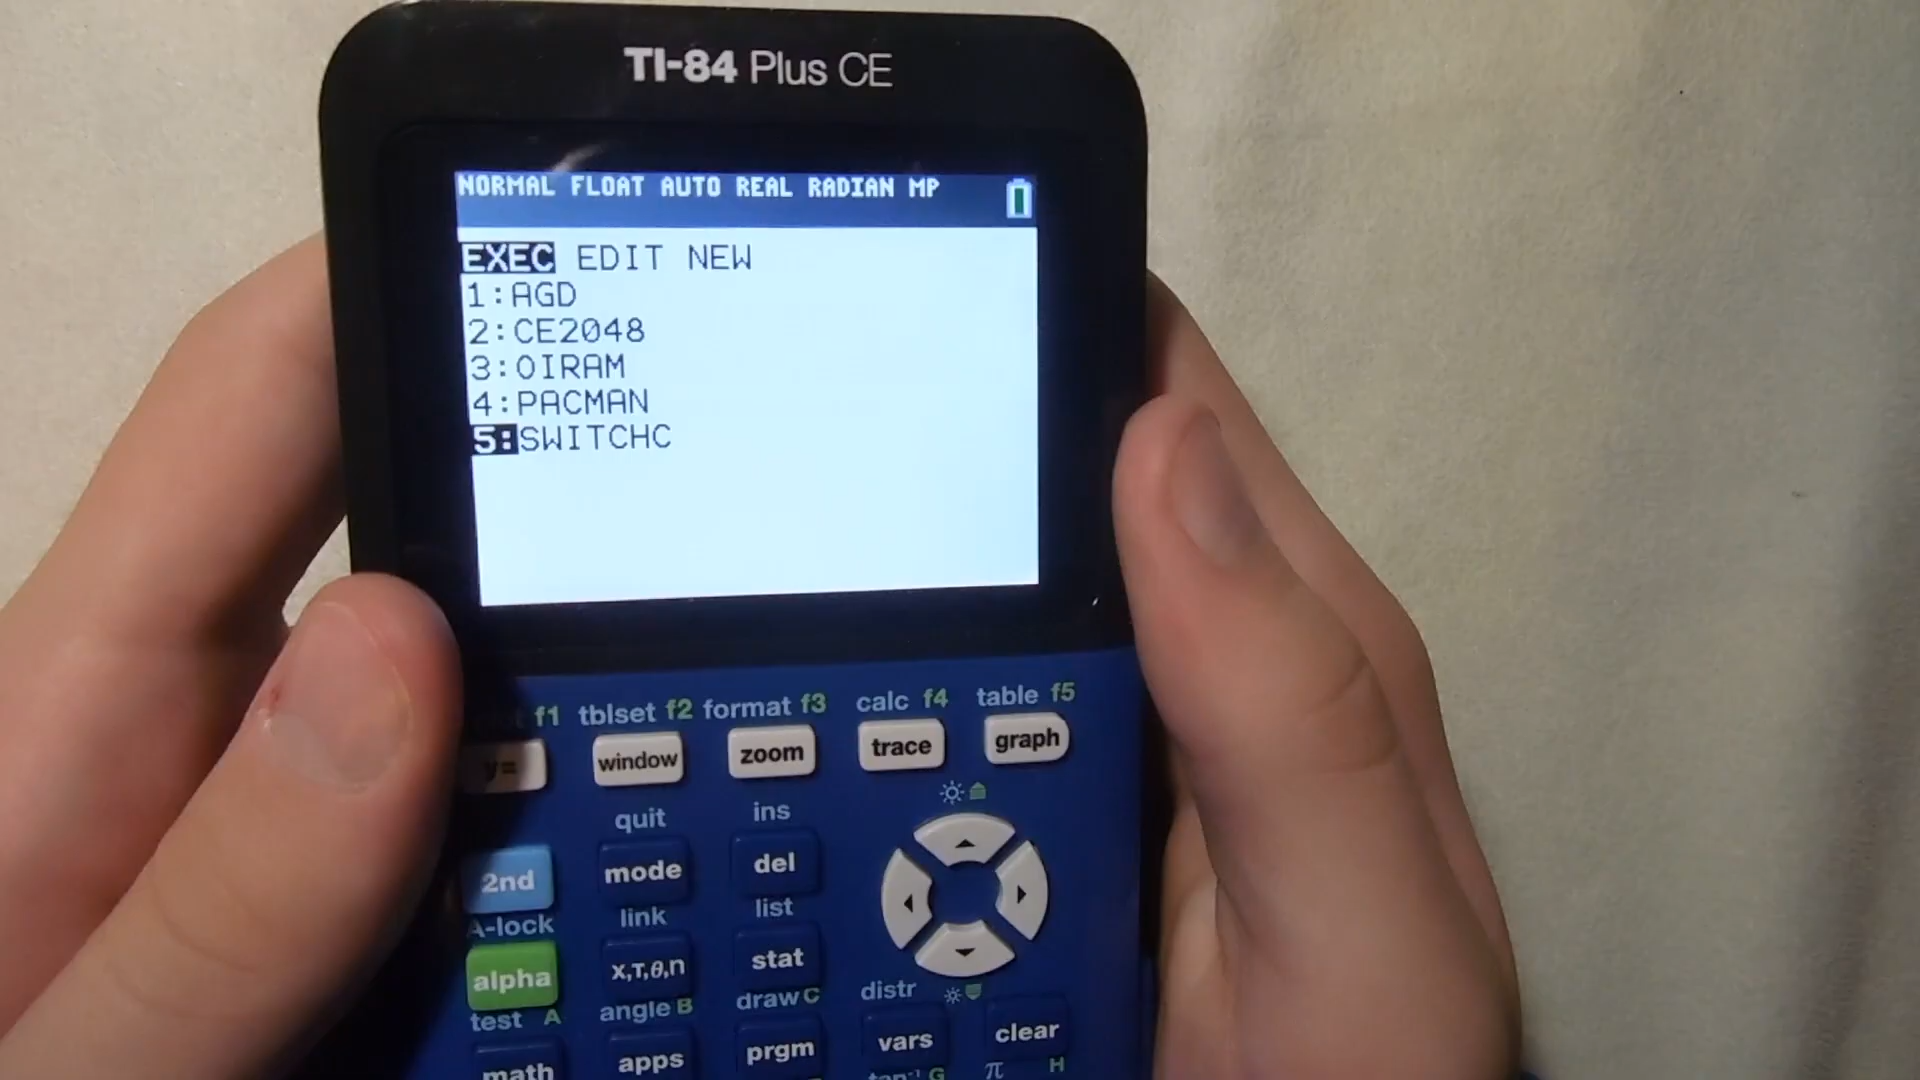 TI-84 Plus CE
NORMAL FLOAT AUTO REAL RADIAN MP
EXEC EDIT NEW
1:AGD
2:CE2048
3:OIRAM
4:PACMAN
5:SWITCHC
f1 tblset f2 format f3 calc f4 table f5
y= window zoom trace graph
quit ins
2nd mode del
A-lock link list
alpha X,T,θ,n stat
test A angle B draw C distr
math apps prgm vars clear
tan⁻¹ G π H